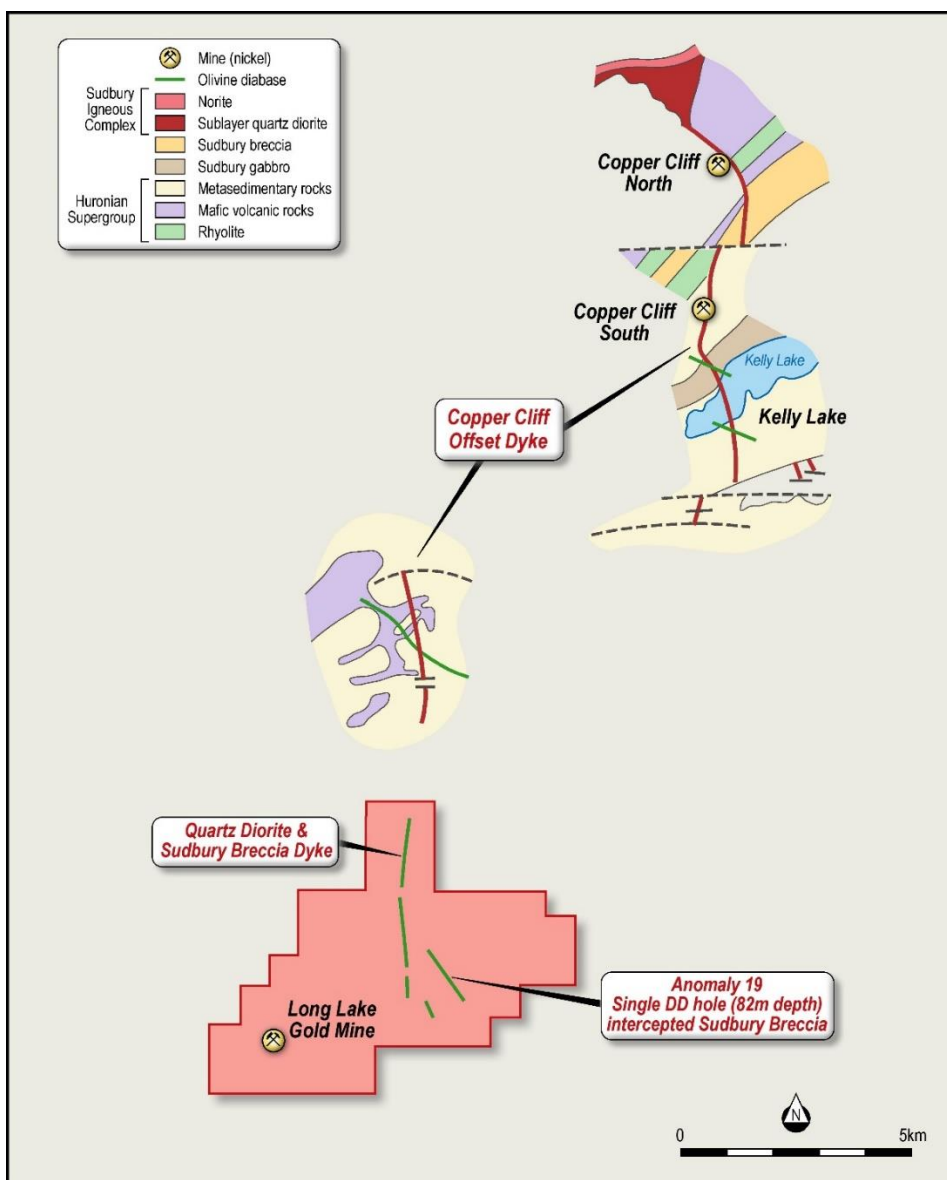 Mine (nickel)
Olivine diabase
Sudbury
Igneous
Complex
Norite
Sublayer quartz diorite
Sudbury breccia
Sudbury gabbro
Huronian
Supergroup
Metasedimentary rocks
Mafic volcanic rocks
Rhyolite
Copper Cliff
North
Copper Cliff
South
Kelly Lake
Kelly Lake
Copper Cliff
Offset Dyke
Quartz Diorite &
Sudbury Breccia Dyke
Long Lake
Gold Mine
Anomaly 19
Single DD hole (82m depth)
intercepted Sudbury Breccia
N
0
5km